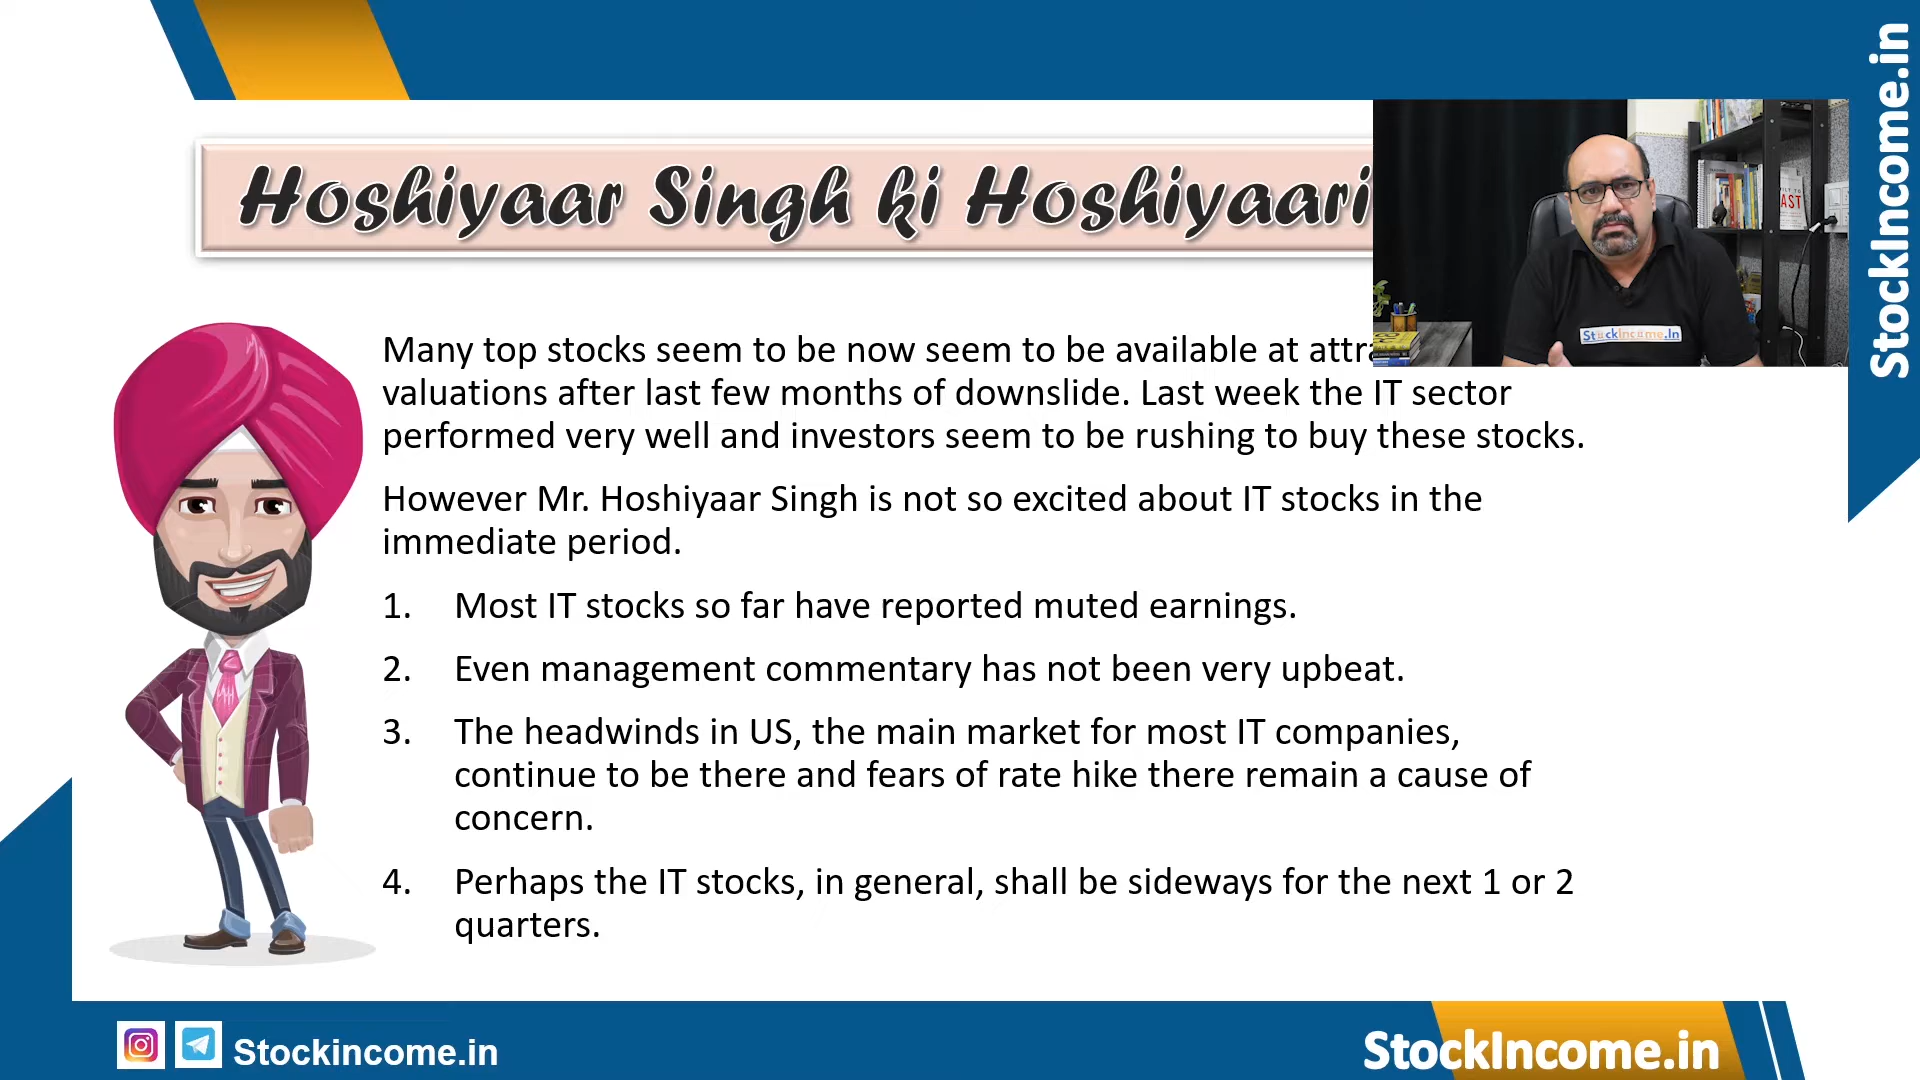 Hoshiyaar Singh ki Hoshiyaari
StockIncome.in
StockIncome.In
Many top stocks seem to be now seem to be available at
valuations after last few months of downslide. Last week the IT sector
performed very well and investors seem to be rushing to buy these stocks.
However Mr. Hoshiyaar Singh is not so excited about IT stocks in the
immediate period.
1. Most IT stocks so far have reported muted earnings.
2. Even management commentary has not been very upbeat.
3. The headwinds in US, the main market for most IT companies,
continue to be there and fears of rate hike there remain a cause of
concern.
4. Perhaps the IT stocks, in general, shall be sideways for the next 1 or 2
quarters.
Stockincome.in
StockIncome.in